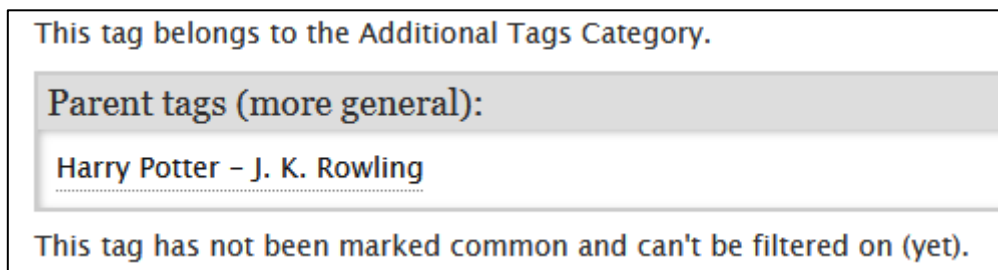 This tag belongs to the Additional Tags Category.
Parent tags (more general):
Harry Potter – J. K. Rowling
This tag has not been marked common and can't be filtered on (yet).